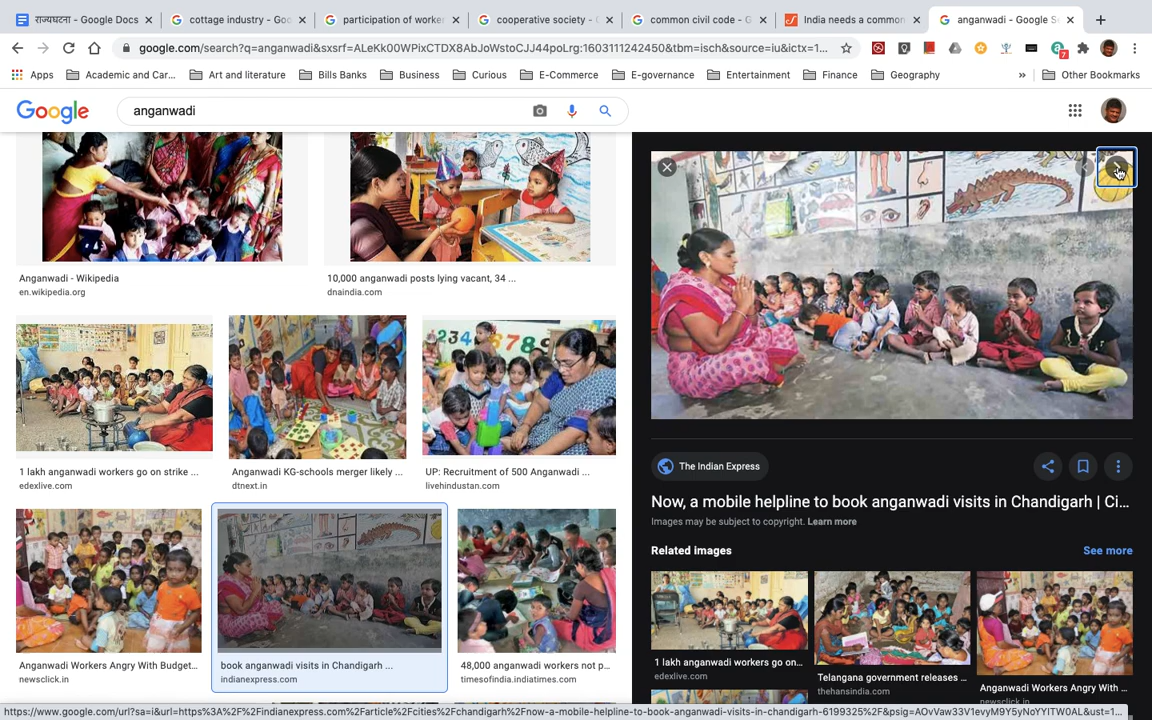 राज्यघटना - Google Docs
cottage industry - Goo
participation of worker
cooperative society - G
common civil code - G
India needs a common
anganwadi - Google Se
google.com/search?q=anganwadi&sxsrf=ALeKk00WPixCTDX8AbJoWstoCJJ44poLrg:1603111242450&tbm=isch&source=iu&ictx=1...
7
Apps
Academic and Car...
Art and literature
Bills Banks
Business
Curious
E-Commerce
E-governance
Entertainment
Finance
Geography
»
Other Bookmarks
Google
anganwadi
Anganwadi - Wikipedia
en.wikipedia.org
10,000 anganwadi posts lying vacant, 34 ...
dnaindia.com
1 lakh anganwadi workers go on strike ...
edexlive.com
Anganwadi KG-schools merger likely ...
dtnext.in
UP: Recruitment of 500 Anganwadi ...
livehindustan.com
Anganwadi Workers Angry With Budget...
newsclick.in
book anganwadi visits in Chandigarh ...
indianexpress.com
48,000 anganwadi workers not p...
timesofindia.indiatimes.com
The Indian Express
Now, a mobile helpline to book anganwadi visits in Chandigarh | Ci...
Images may be subject to copyright. Learn more
Related images
See more
1 lakh anganwadi workers go on...
edexlive.com
Telangana government releases ...
thehansindia.com
Anganwadi Workers Angry With ...
newsclick.in
https://www.google.com/url?sa=i&url=https%3A%2F%2Findianexpress.com%2Farticle%2Fcities%2Fchandigarh%2Fnow-a-mobile-helpline-to-book-anganwadi-visits-in-chandigarh-6199325%2F&psig=AOvVaw33V1evyM9Y5yNoYYITW0AL&ust=1...